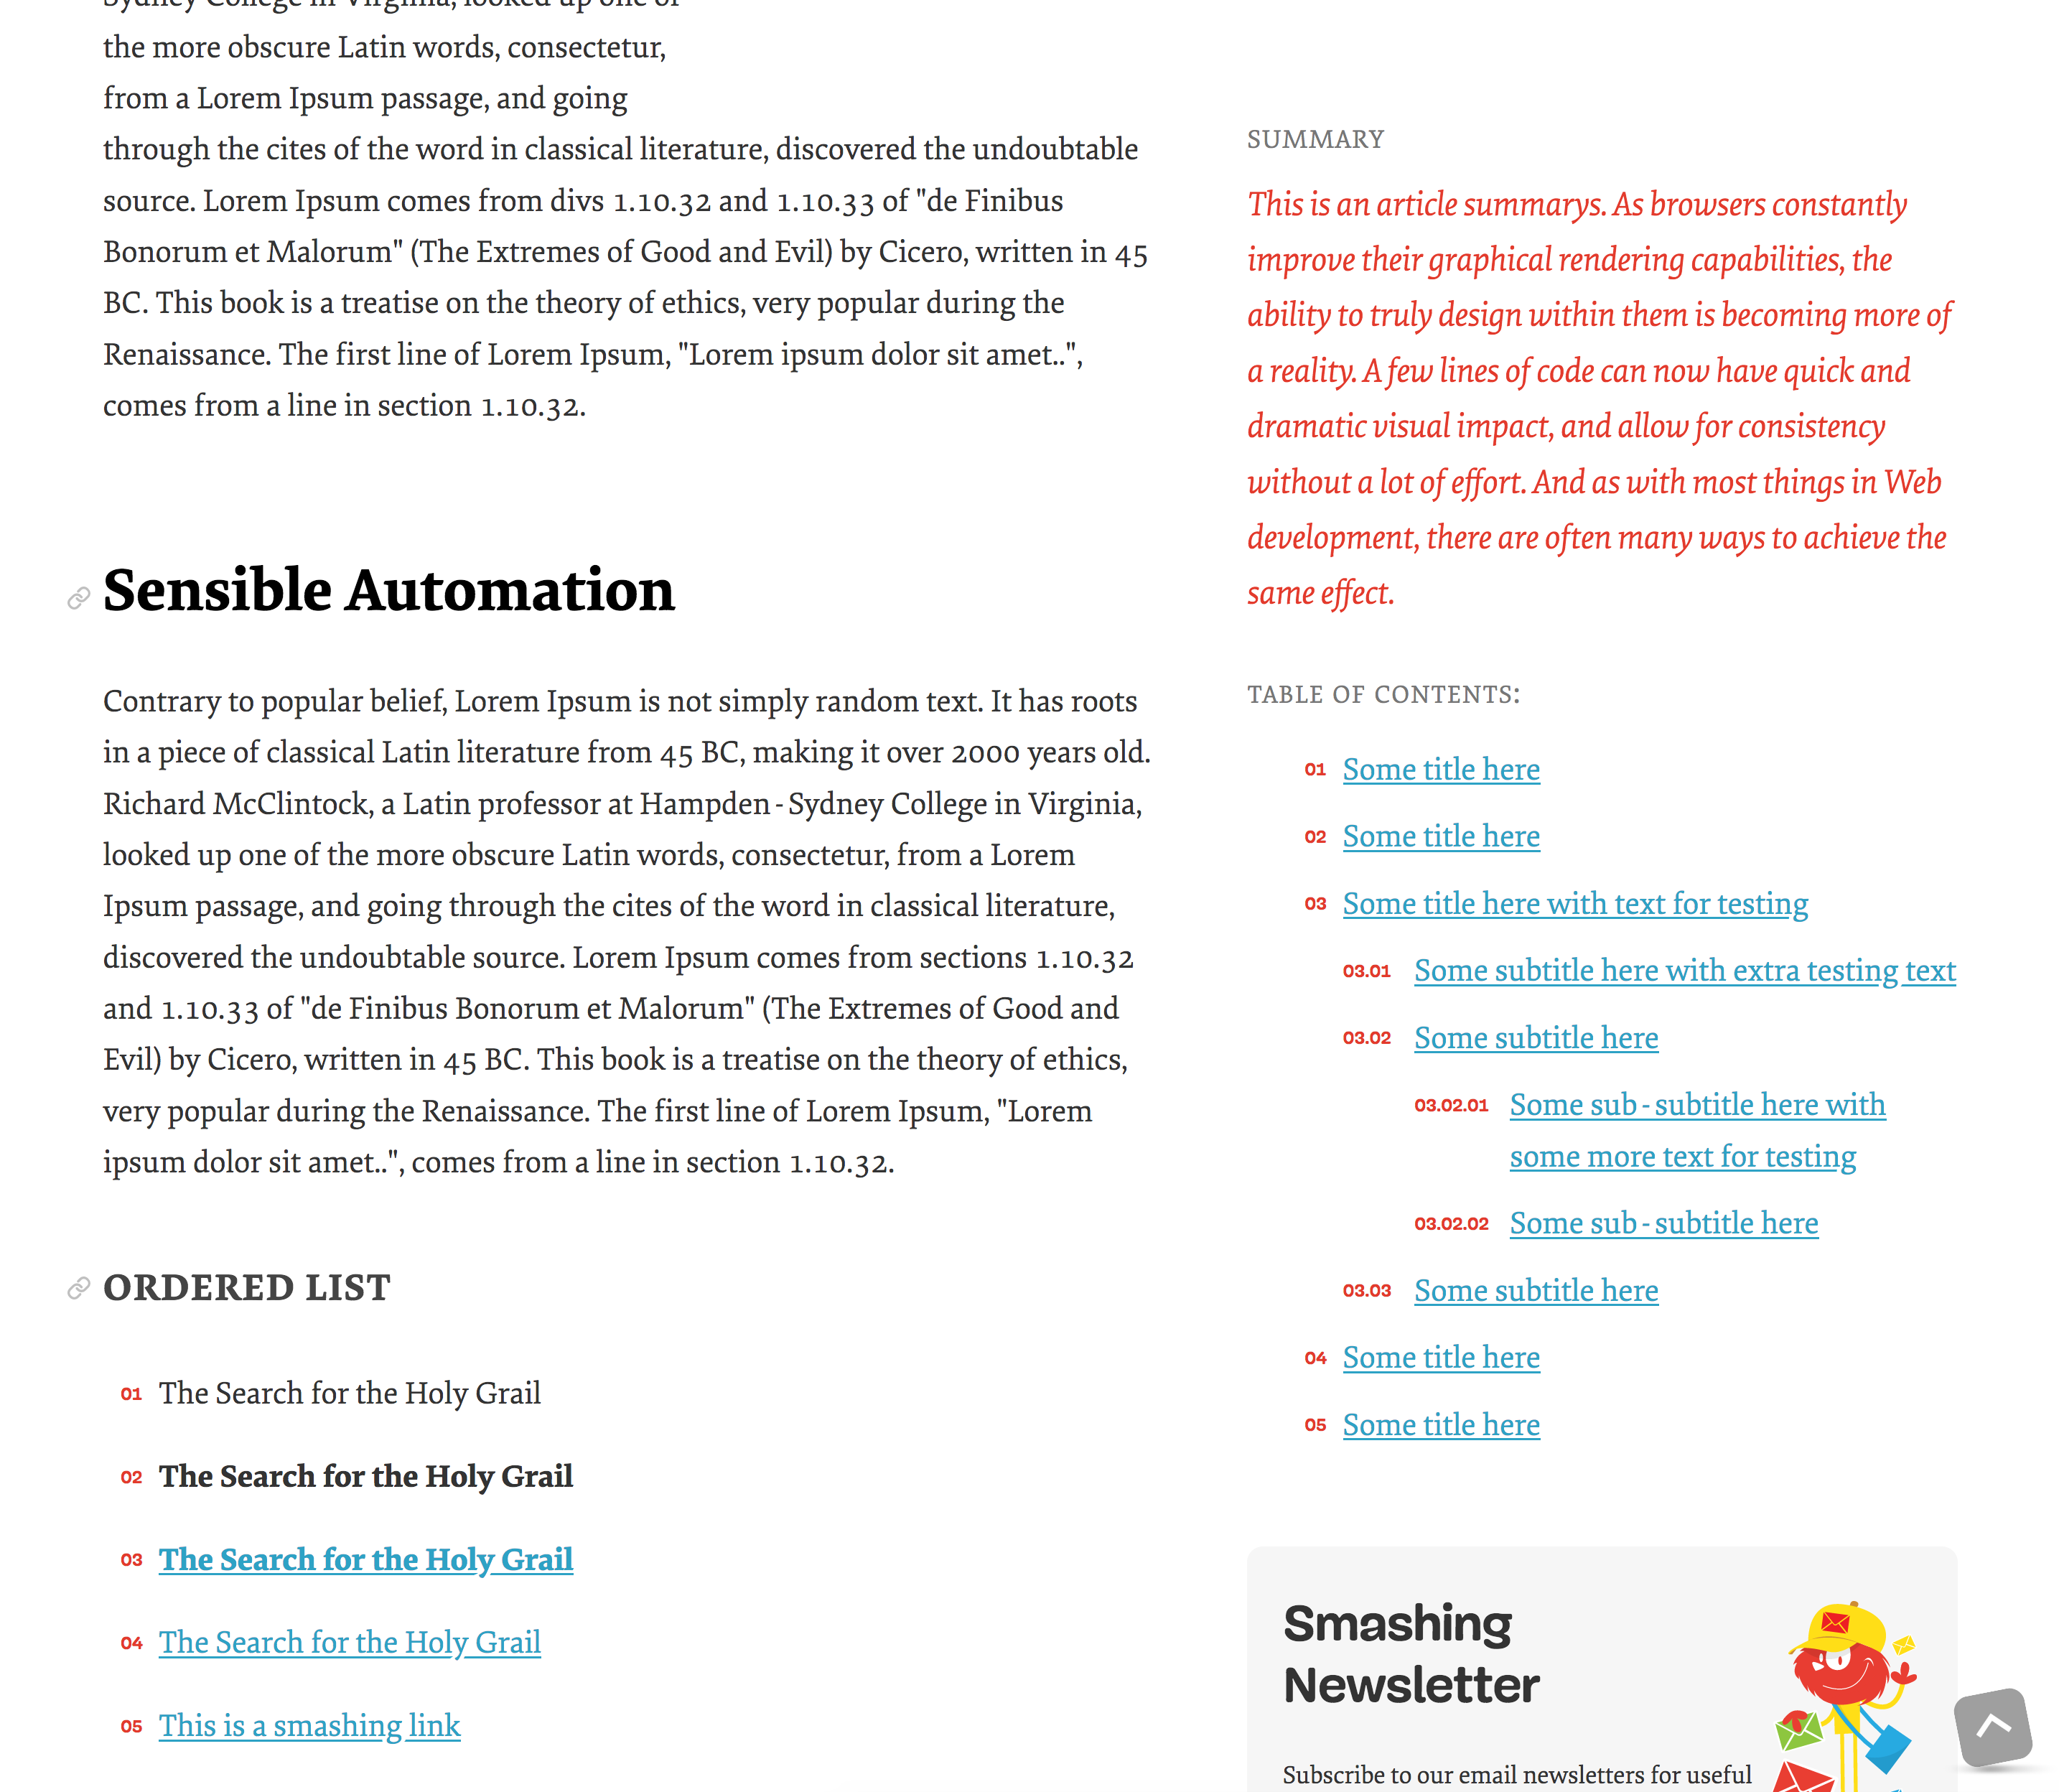 Sydney College in Virginia, looked up one of
the more obscure Latin words, consectetur,
from a Lorem Ipsum passage, and going
through the cites of the word in classical literature, discovered the undoubtable
source. Lorem Ipsum comes from divs 1.10.32 and 1.10.33 of "de Finibus
Bonorum et Malorum" (The Extremes of Good and Evil) by Cicero, written in 45
BC. This book is a treatise on the theory of ethics, very popular during the
Renaissance. The first line of Lorem Ipsum, "Lorem ipsum dolor sit amet..",
comes from a line in section 1.10.32.
Sensible Automation
Contrary to popular belief, Lorem Ipsum is not simply random text. It has roots
in a piece of classical Latin literature from 45 BC, making it over 2000 years old.
Richard McClintock, a Latin professor at Hampden-Sydney College in Virginia,
looked up one of the more obscure Latin words, consectetur, from a Lorem
Ipsum passage, and going through the cites of the word in classical literature,
discovered the undoubtable source. Lorem Ipsum comes from sections 1.10.32
and 1.10.33 of "de Finibus Bonorum et Malorum" (The Extremes of Good and
Evil) by Cicero, written in 45 BC. This book is a treatise on the theory of ethics,
very popular during the Renaissance. The first line of Lorem Ipsum, "Lorem
ipsum dolor sit amet..", comes from a line in section 1.10.32.
ORDERED LIST
01 The Search for the Holy Grail
02 The Search for the Holy Grail
03 The Search for the Holy Grail
04 The Search for the Holy Grail
05 This is a smashing link
SUMMARY
This is an article summarys. As browsers constantly
improve their graphical rendering capabilities, the
ability to truly design within them is becoming more of
a reality. A few lines of code can now have quick and
dramatic visual impact, and allow for consistency
without a lot of effort. And as with most things in Web
development, there are often many ways to achieve the
same effect.
TABLE OF CONTENTS:
01 Some title here
02 Some title here
03 Some title here with text for testing
03.01 Some subtitle here with extra testing text
03.02 Some subtitle here
03.02.01 Some sub-subtitle here with
some more text for testing
03.02.02 Some sub-subtitle here
03.03 Some subtitle here
04 Some title here
05 Some title here
Smashing
Newsletter
Subscribe to our email newsletters for useful